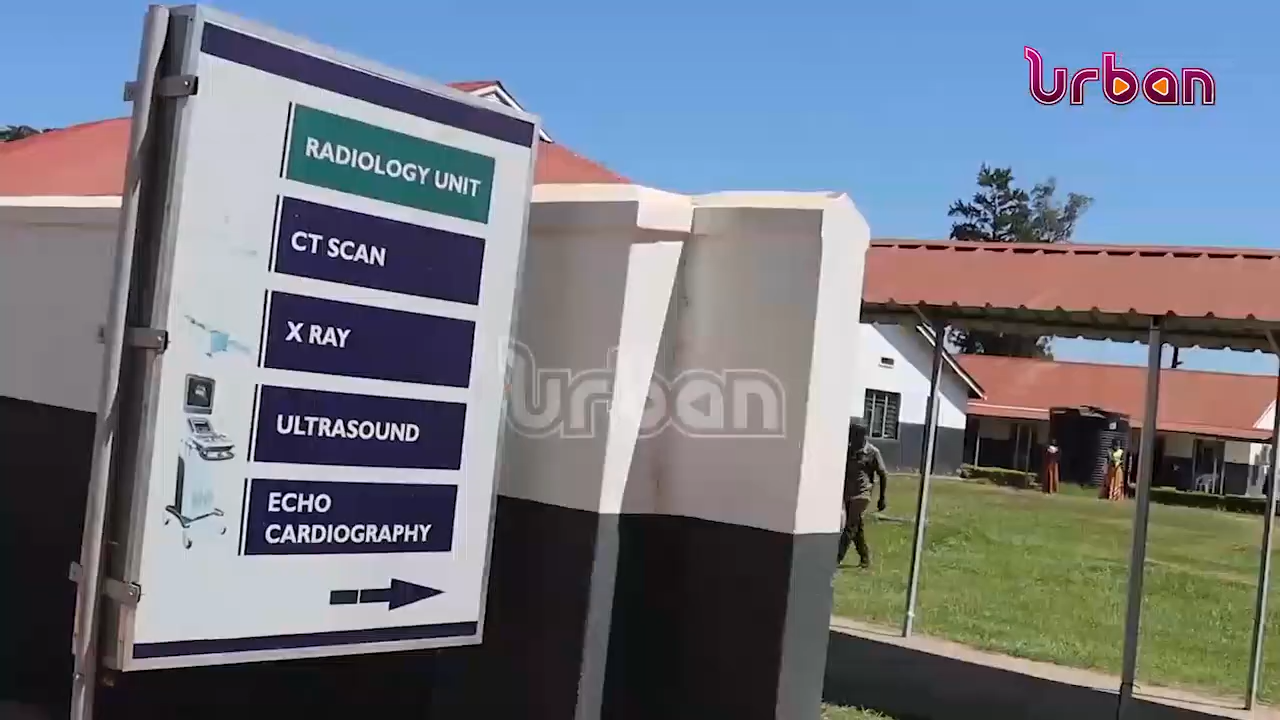 Urban
RADIOLOGY UNIT
CT SCAN
X RAY
ULTRASOUND
ECHO
CARDIOGRAPHY
Urban